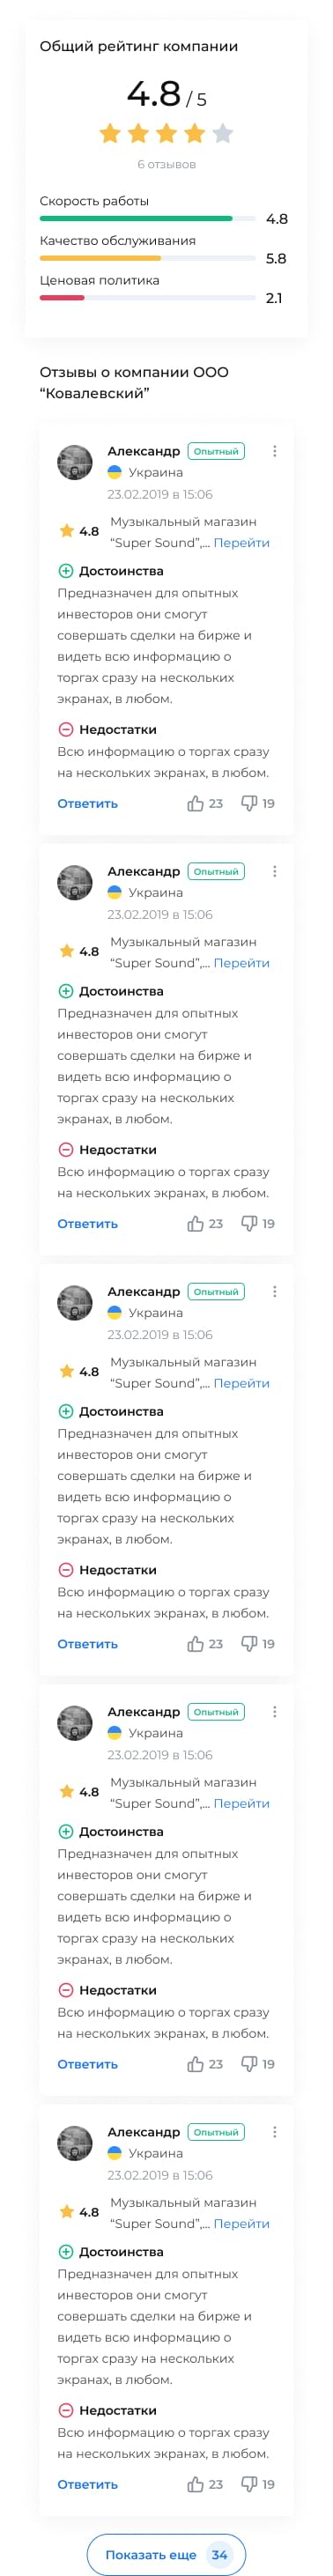 Общий рейтинг компании
4.8 / 5
6 отзывов
Скорость работы
4.8
Качество обслуживания
5.8
Ценовая политика
2.1
Отзывы о компании ООО
“Ковалевский”
Александр Опытный
Украина
23.02.2019 в 15:06
4.8 Музыкальный магазин
“Super Sound”,... Перейти
Достоинства
Предназначен для опытных
инвесторов они смогут
совершать сделки на бирже и
видеть всю информацию о
торгах сразу на нескольких
экранах, в любом.
Недостатки
Всю информацию о торгах сразу
на нескольких экранах, в любом.
Ответить 23 19
Александр Опытный
Украина
23.02.2019 в 15:06
4.8 Музыкальный магазин
“Super Sound”,... Перейти
Достоинства
Предназначен для опытных
инвесторов они смогут
совершать сделки на бирже и
видеть всю информацию о
торгах сразу на нескольких
экранах, в любом.
Недостатки
Всю информацию о торгах сразу
на нескольких экранах, в любом.
Ответить 23 19
Александр Опытный
Украина
23.02.2019 в 15:06
4.8 Музыкальный магазин
“Super Sound”,... Перейти
Достоинства
Предназначен для опытных
инвесторов они смогут
совершать сделки на бирже и
видеть всю информацию о
торгах сразу на нескольких
экранах, в любом.
Недостатки
Всю информацию о торгах сразу
на нескольких экранах, в любом.
Ответить 23 19
Александр Опытный
Украина
23.02.2019 в 15:06
4.8 Музыкальный магазин
“Super Sound”,... Перейти
Достоинства
Предназначен для опытных
инвесторов они смогут
совершать сделки на бирже и
видеть всю информацию о
торгах сразу на нескольких
экранах, в любом.
Недостатки
Всю информацию о торгах сразу
на нескольких экранах, в любом.
Ответить 23 19
Александр Опытный
Украина
23.02.2019 в 15:06
4.8 Музыкальный магазин
“Super Sound”,... Перейти
Достоинства
Предназначен для опытных
инвесторов они смогут
совершать сделки на бирже и
видеть всю информацию о
торгах сразу на нескольких
экранах, в любом.
Недостатки
Всю информацию о торгах сразу
на нескольких экранах, в любом.
Ответить 23 19
Показать еще 34